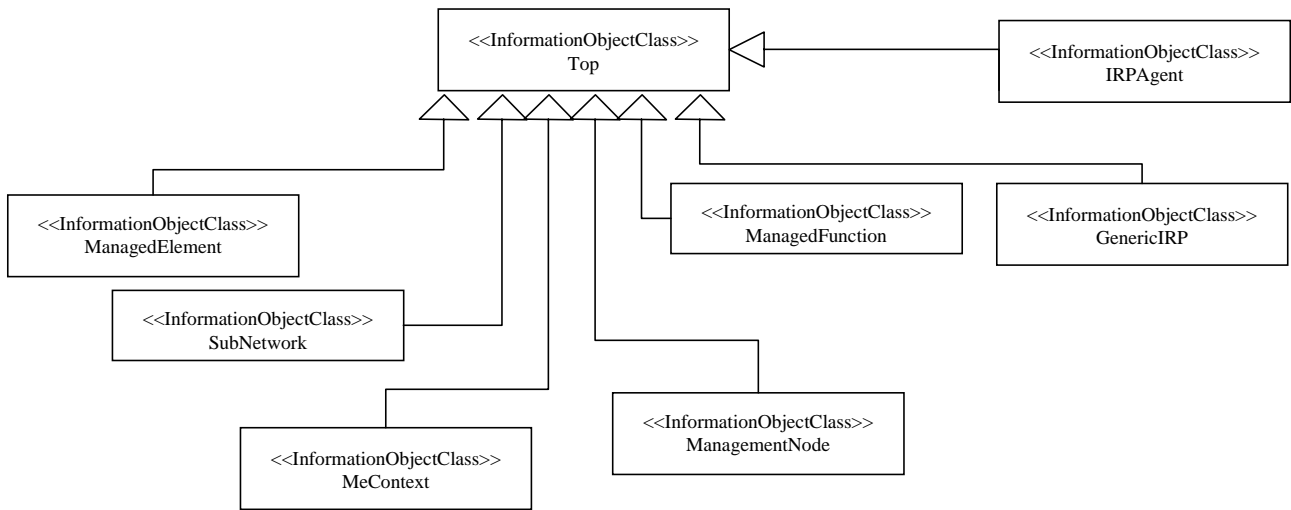 <<InformationObjectClass>>
Top
<<InformationObjectClass>>
IRPAgent
<<InformationObjectClass>>
ManagedElement
<<InformationObjectClass>>
ManagedFunction
<<InformationObjectClass>>
GenericIRP
<<InformationObjectClass>>
SubNetwork
<<InformationObjectClass>>
ManagementNode
<<InformationObjectClass>>
MeContext